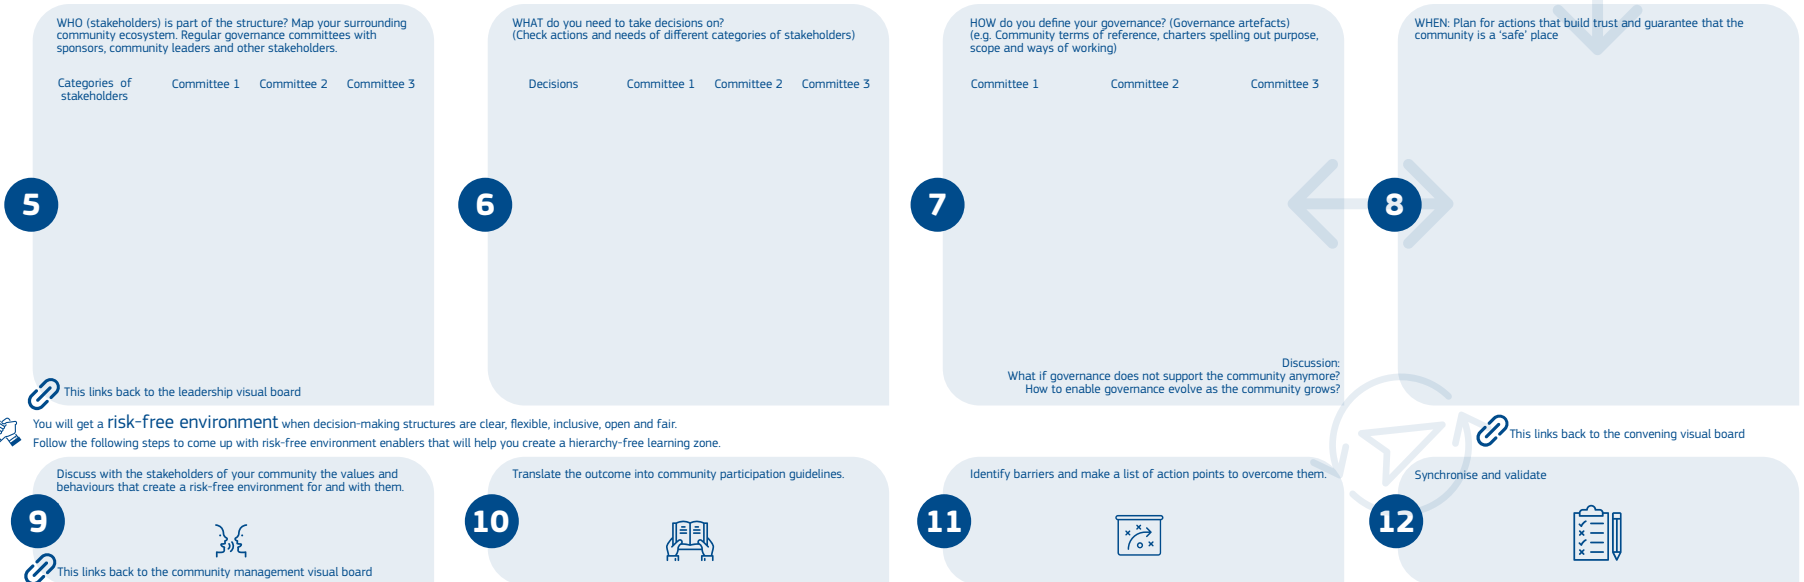 WHO (stakeholders) is part of the structure? Map your surrounding
community ecosystem. Regular governance committees with
sponsors, community leaders and other stakeholders.
Categories of
stakeholders
Committee 1
Committee 2
Committee 3
5
This links back to the leadership visual board
WHAT do you need to take decisions on?
(Check actions and needs of different categories of stakeholders)
Decisions
Committee 1
Committee 2
Committee 3
6
HOW do you define your governance? (Governance artefacts)
(e.g. Community terms of reference, charters spelling out purpose,
scope and ways of working)
Committee 1
Committee 2
Committee 3
7
Discussion:
What if governance does not support the community anymore?
How to enable governance evolve as the community grows?
WHEN: Plan for actions that build trust and guarantee that the
community is a ‘safe’ place
8
This links back to the convening visual board
You will get a risk-free environment when decision-making structures are clear, flexible, inclusive, open and fair.
Follow the following steps to come up with risk-free environment enablers that will help you create a hierarchy-free learning zone.
Discuss with the stakeholders of your community the values and
behaviours that create a risk-free environment for and with them.
9
This links back to the community management visual board
Translate the outcome into community participation guidelines.
10
Identify barriers and make a list of action points to overcome them.
11
Synchronise and validate
12